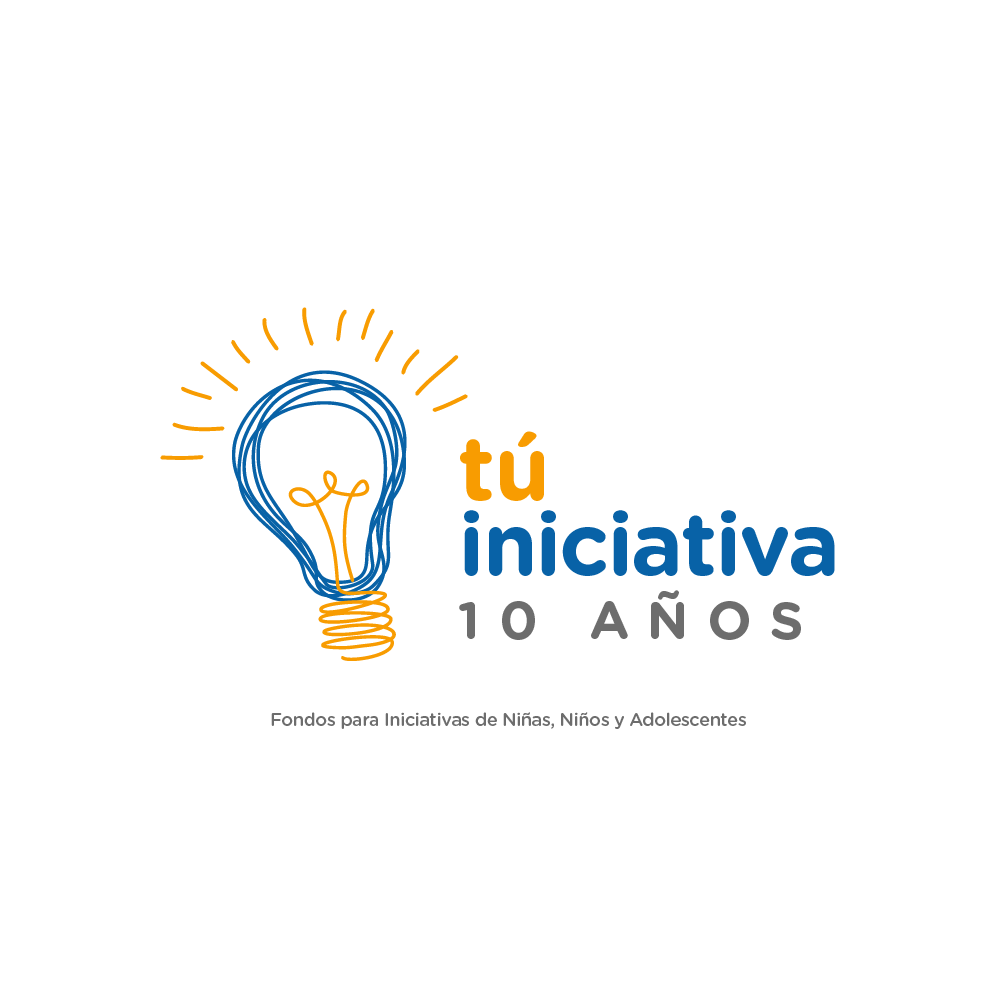 tú
iniciativa
10 AÑOS
Fondos para Iniciativas de Niñas, Niños y Adolescentes